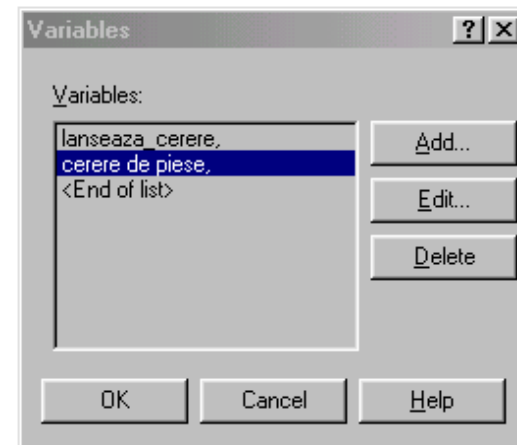 Variables
? ×
Variables:
lanseaza_cerere,
cerere de piese,
<End of list>
Add...
Edit...
Delete
OK
Cancel
Help